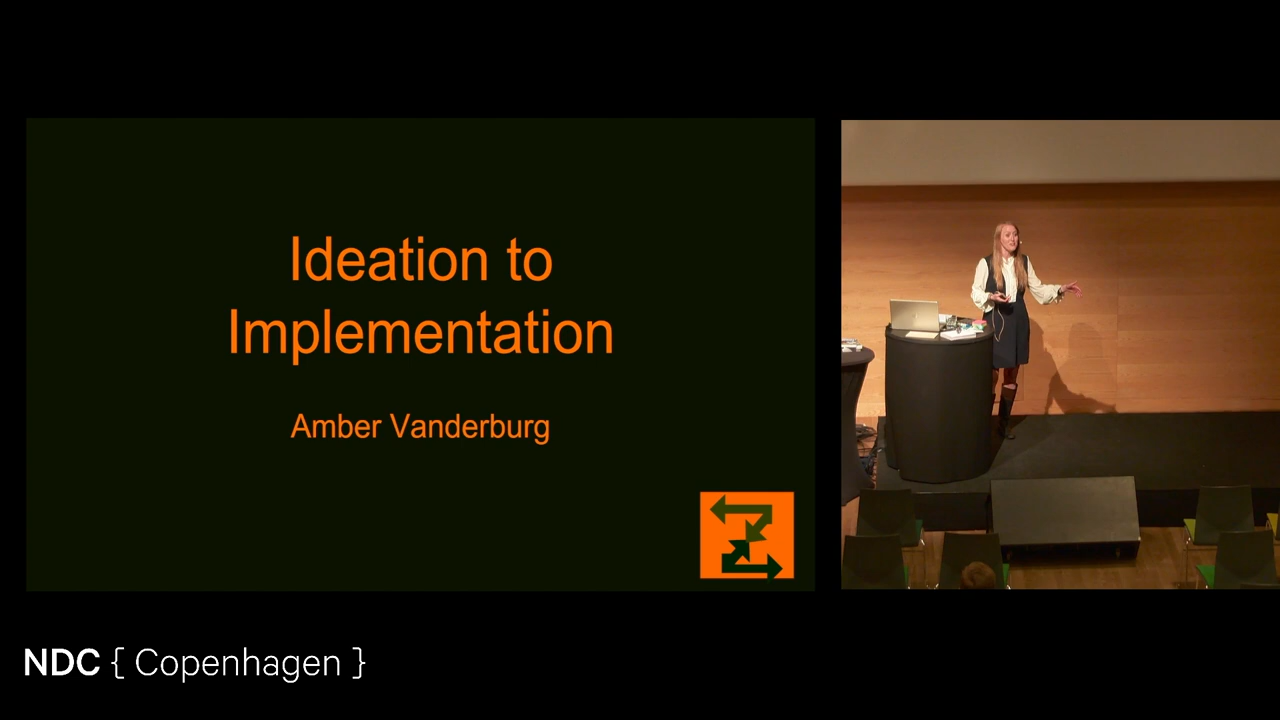 Ideation to
Implementation
Amber Vanderburg
NDC { Copenhagen }